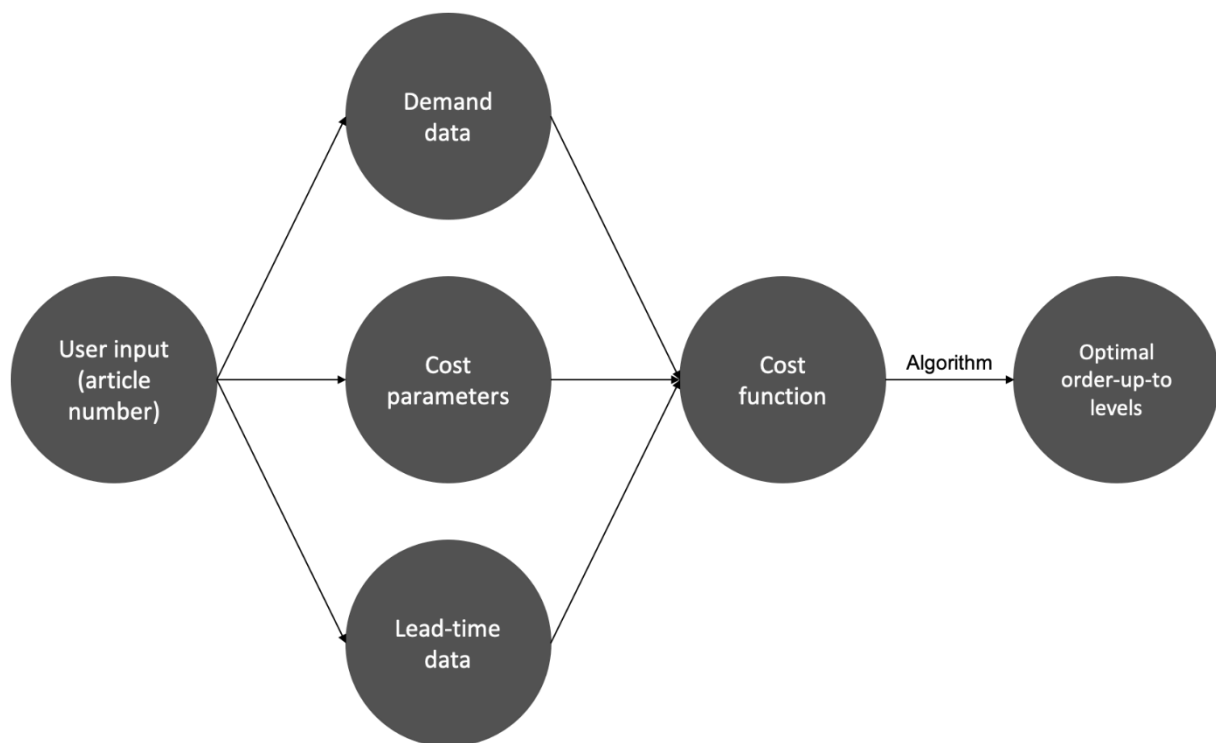 Demand
data
User input
(article
number)
Cost
parameters
Cost
function
Algorithm
Optimal
order-up-to
levels
Lead-time
data